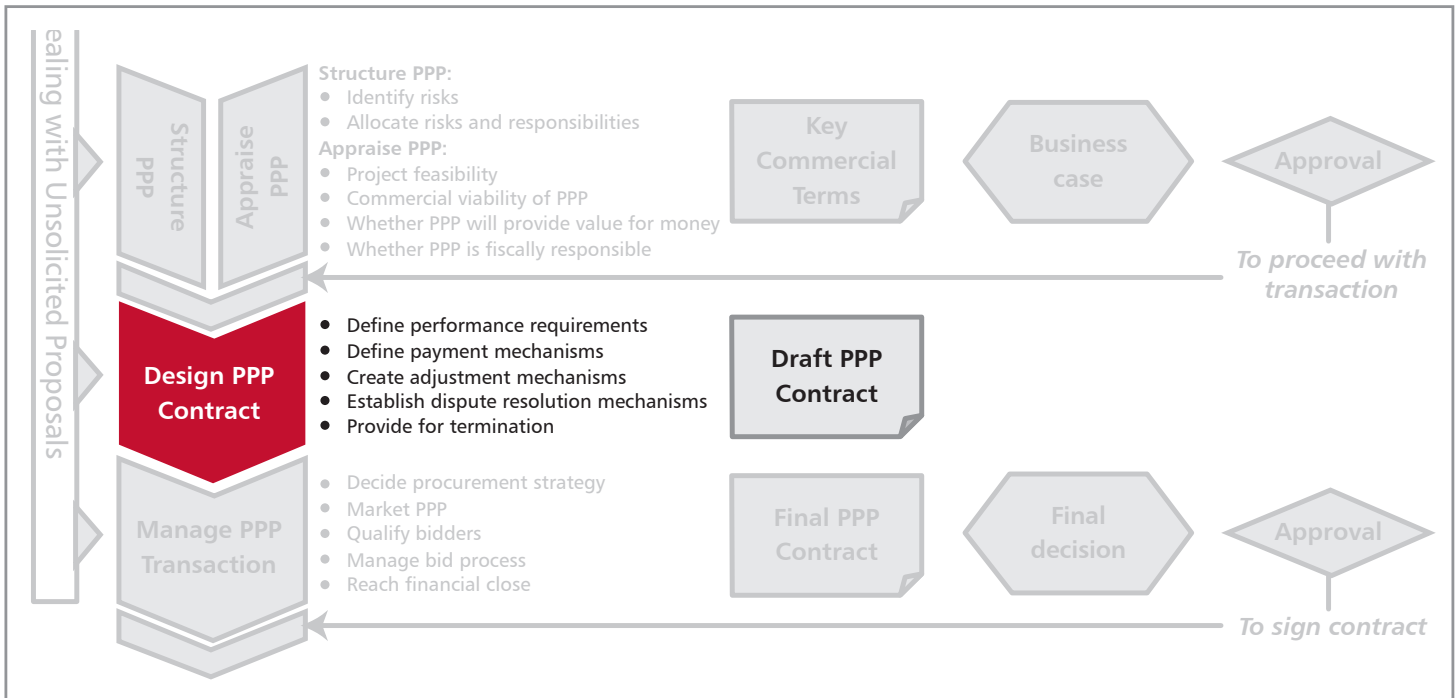 ealing with Unsolicited Proposals
Structure
PPP
Appraise
PPP
Structure PPP:
• Identify risks
• Allocate risks and responsibilities
Appraise PPP:
• Project feasibility
• Commercial viability of PPP
• Whether PPP will provide value for money
• Whether PPP is fiscally responsible
Key
Commercial
Terms
Business
case
Approval
To proceed with
transaction
Design PPP
Contract
• Define performance requirements
• Define payment mechanisms
• Create adjustment mechanisms
• Establish dispute resolution mechanisms
• Provide for termination
Draft PPP
Contract
Manage PPP
Transaction
• Decide procurement strategy
• Market PPP
• Qualify bidders
• Manage bid process
• Reach financial close
Final PPP
Contract
Final
decision
Approval
To sign contract